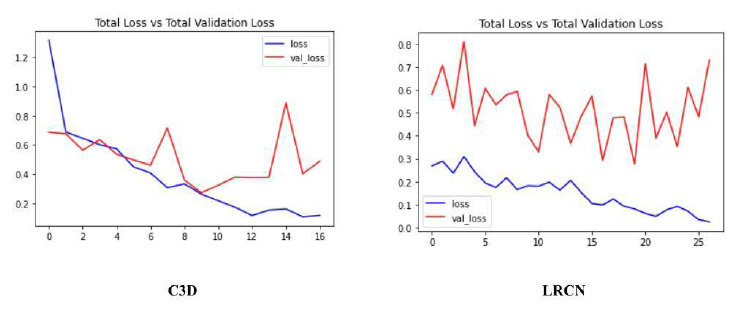 Total Loss vs Total Validation Loss
loss
val_loss
1.2
1.0
0.8
0.6
0.4
0.2
0 2 4 6 8 10 12 14 16
C3D
Total Loss vs Total Validation Loss
0.8
0.7
0.6
0.5
0.4
0.3
0.2
0.1
0.0
loss
val_loss
0 5 10 15 20 25
LRCN